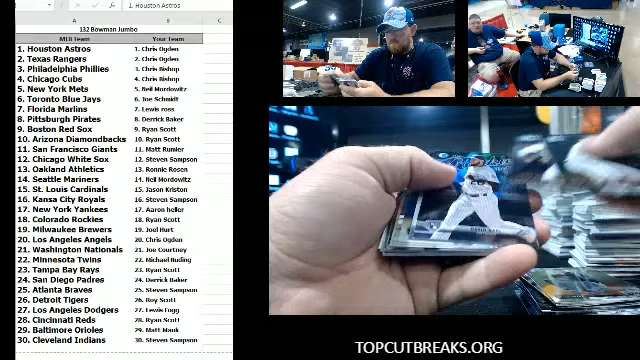 1. Houston Astros
A B C
132 Bowman Jumbo
MLB Team Your Team
1. Houston Astros 1. Chris Ogden
2. Texas Rangers 2. Chris Ogden
3. Philadelphia Phillies 3. Chris Bishop
4. Chicago Cubs 4. Chris Bishop
5. New York Mets 5. Neil Mordowitz
6. Toronto Blue Jays 6. Joe Schmidt
7. Florida Marlins 7. Lewis ross
8. Pittsburgh Pirates 8. Derrick Baker
9. Boston Red Sox 9. Ryan Scott
10. Arizona Diamondbacks 10. Ryan Scott
11. San Francisco Giants 11. Matt Rumler
12. Chicago White Sox 12. Steven Sampson
13. Oakland Athletics 13. Ronnie Rosen
14. Seattle Mariners 14. Neil Mordowitz
15. St. Louis Cardinals 15. Jason Kriston
16. Kansas City Royals 16. Steven Sampson
17. New York Yankees 17. Aaron heller
18. Colorado Rockies 18. Ryan Scott
19. Milwaukee Brewers 19. Joel Hurt
20. Los Angeles Angels 20. Chris Ogden
21. Washington Nationals 21. Joe Courtney
22. Minnesota Twins 22. Michael Ruding
23. Tampa Bay Rays 23. Ryan Scott
24. San Diego Padres 24. Derrick Baker
25. Atlanta Braves 25. Steven Sampson
26. Detroit Tigers 26. Roy Scott
27. Los Angeles Dodgers 27. Lewis Fogg
28. Cincinnati Reds 28. Ryan Scott
29. Baltimore Orioles 29. Matt Mauk
30. Cleveland Indians 30. Steven Sampson
TOPCUTBREAKS.ORG